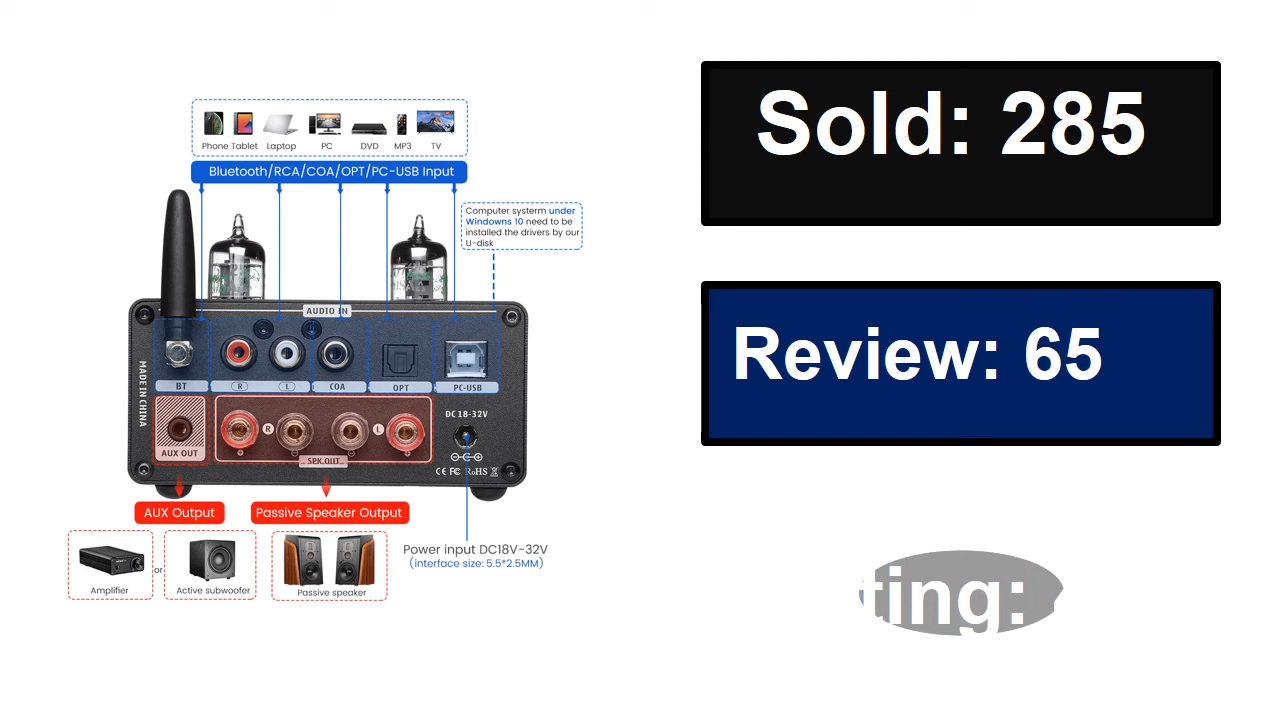 Phone Tablet Laptop PC DVD MP3 TV
Bluetooth/RCA/COA/OPT/PC-USB Input
Computer systerm under
Windowns 10 need to be
installed the drivers by our
U-disk
AUDIO IN
MADE IN CHINA
BT R L COA OPT PC-USB
DC 18-32V
R L
AUX OUT
SPK OUT
CE FC RoHS
AUX Output
Passive Speaker Output
Power input DC18V-32V
(interface size: 5.5*2.5MM)
or
Amplifier
Active subwoofer
Passive speaker
Sold: 285
Review: 65